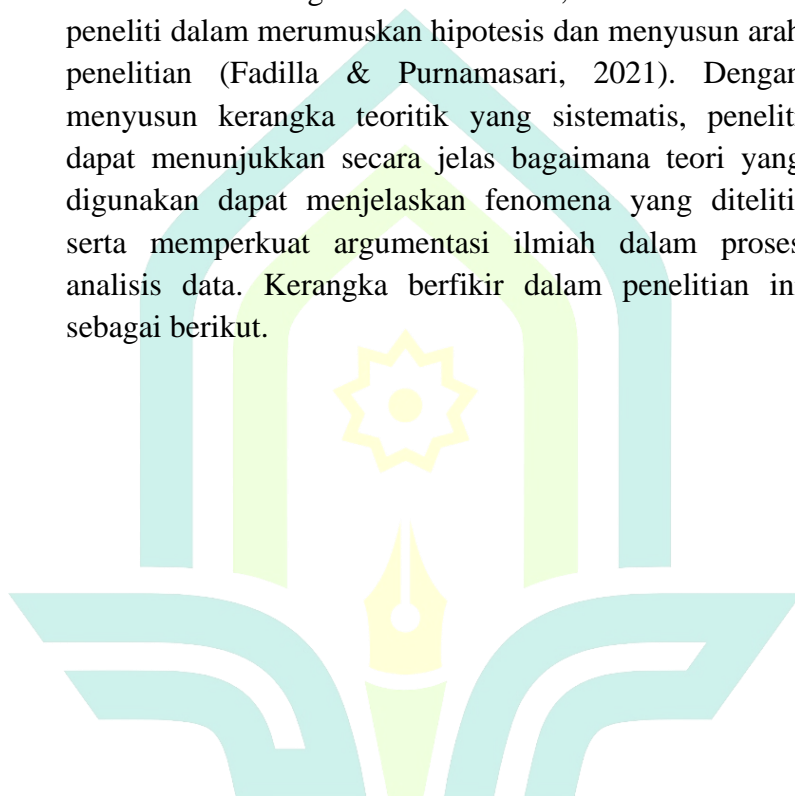 peneliti dalam merumuskan hipotesis dan menyusun arah
penelitian (Fadilla & Purnamasari, 2021). Dengan
menyusun kerangka teoritik yang sistematis, peneliti
dapat menunjukkan secara jelas bagaimana teori yang
digunakan dapat menjelaskan fenomena yang diteliti
serta memperkuat argumentasi ilmiah dalam proses
analisis data. Kerangka berfikir dalam penelitian ini
sebagai berikut.